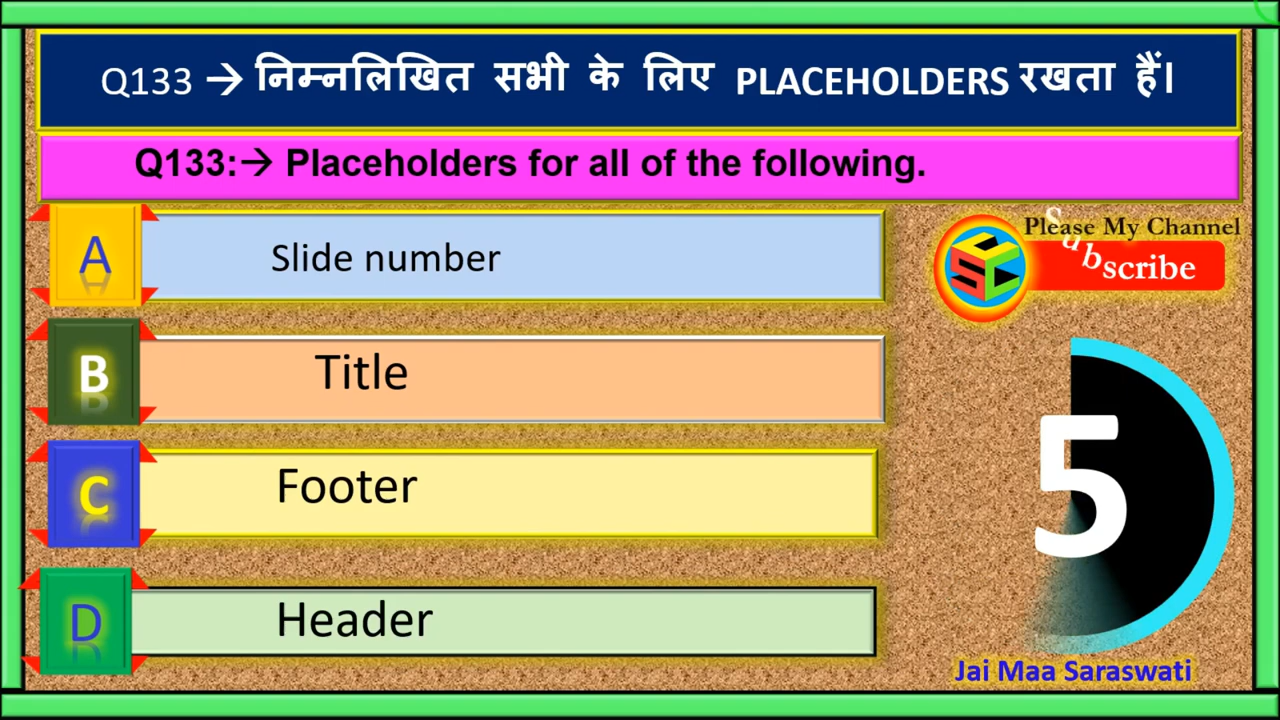 Q133 → निम्नलिखित सभी के लिए PLACEHOLDERS रखता हैं।
Q133:→ Placeholders for all of the following.
A
Slide number
B
Title
C
Footer
D
Header
Please My Channel
Subscribe
SCC
5
Jai Maa Saraswati